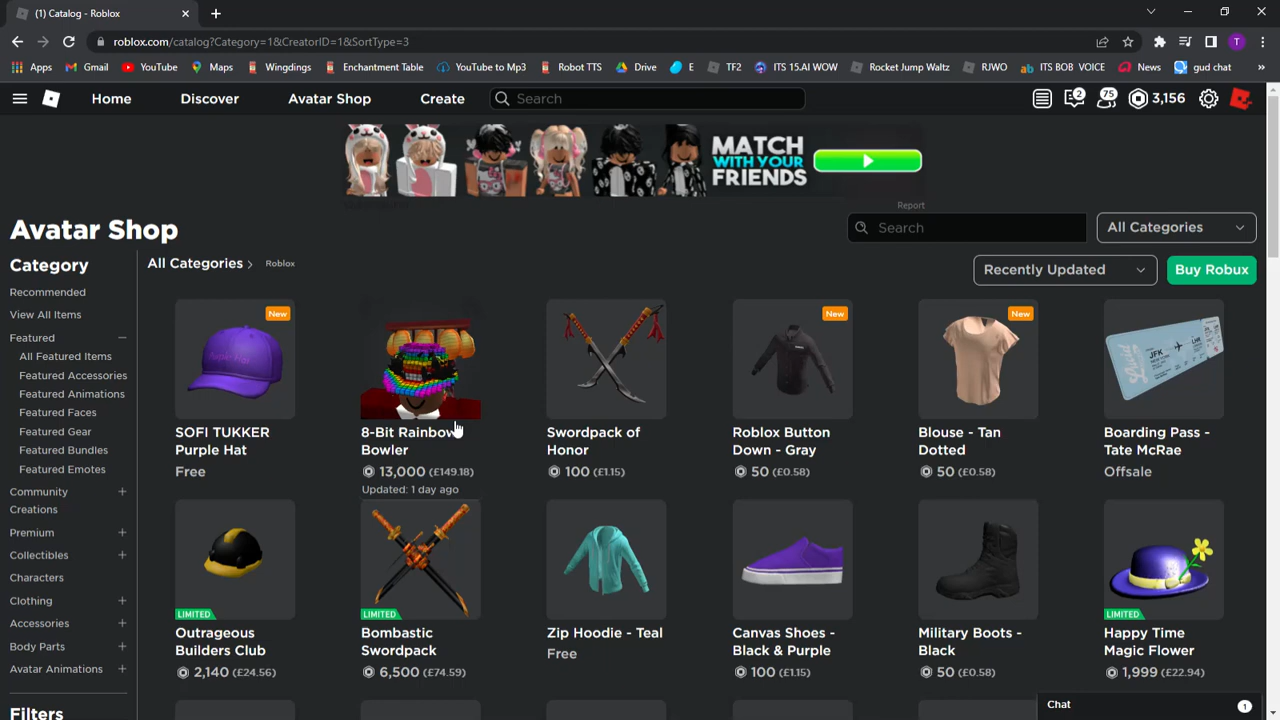 (1) Catalog - Roblox
roblox.com/catalog?Category=1&CreatorID=1&SortType=3
T
Apps Gmail YouTube Maps Wingdings Enchantment Table YouTube to Mp3 Robot TTS Drive E TF2 ITS 15.AI WOW Rocket Jump Waltz RJWO ITS BOB VOICE News gud chat »
Home Discover Avatar Shop Create Search 2 75 3,156
MATCH
WITH YOUR
FRIENDS
Report
Avatar Shop
Search
All Categories
Category
All Categories > Roblox
Recently Updated
Buy Robux
Recommended
View All Items
Featured
All Featured Items
Featured Accessories
Featured Animations
Featured Faces
Featured Gear
Featured Bundles
Featured Emotes
Community
Creations
Premium
Collectibles
Characters
Clothing
Accessories
Body Parts
Avatar Animations
Filters
New
SOFI TUKKER
Purple Hat
Free
8-Bit Rainbow
Bowler
13,000 (£149.18)
Updated: 1 day ago
Swordpack of
Honor
100 (£1.15)
New
Roblox Button
Down - Gray
50 (£0.58)
New
Blouse - Tan
Dotted
50 (£0.58)
JFK
LHR
Boarding Pass -
Tate McRae
Offsale
LIMITED
Outrageous
Builders Club
2,140 (£24.56)
LIMITED
Bombastic
Swordpack
6,500 (£74.59)
Zip Hoodie - Teal
Free
Canvas Shoes -
Black & Purple
100 (£1.15)
Military Boots -
Black
50 (£0.58)
LIMITED
Happy Time
Magic Flower
1,999 (£22.94)
Chat 1